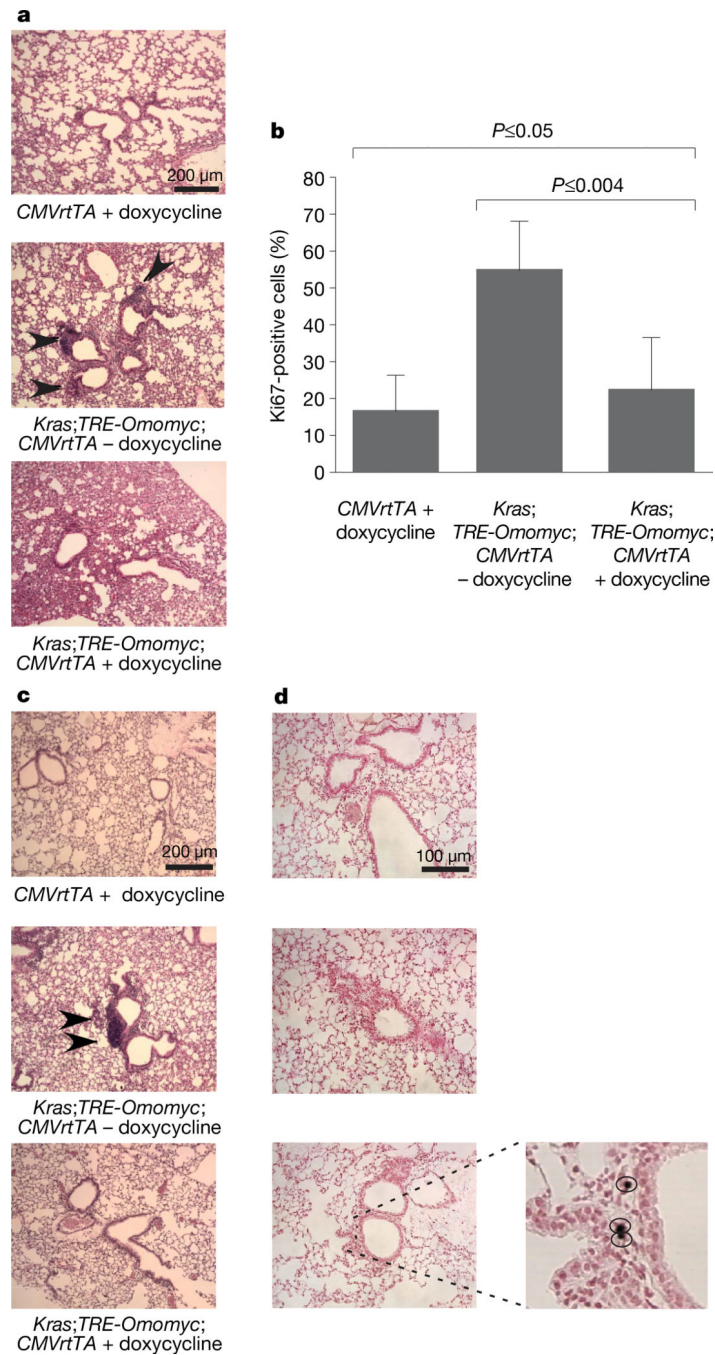 a
200 µm
CMVrtTA + doxycycline
Kras;TRE-Omomyc;
CMVrtTA – doxycycline
Kras;TRE-Omomyc;
CMVrtTA + doxycycline
b
P≤0.05
P≤0.004
Ki67-positive cells (%)
80
70
60
50
40
30
20
10
0
CMVrtTA +
doxycycline
Kras;
TRE-Omomyc;
CMVrtTA
– doxycycline
Kras;
TRE-Omomyc;
CMVrtTA
+ doxycycline
c
200 µm
CMVrtTA + doxycycline
Kras;TRE-Omomyc;
CMVrtTA – doxycycline
Kras;TRE-Omomyc;
CMVrtTA + doxycycline
d
100 µm